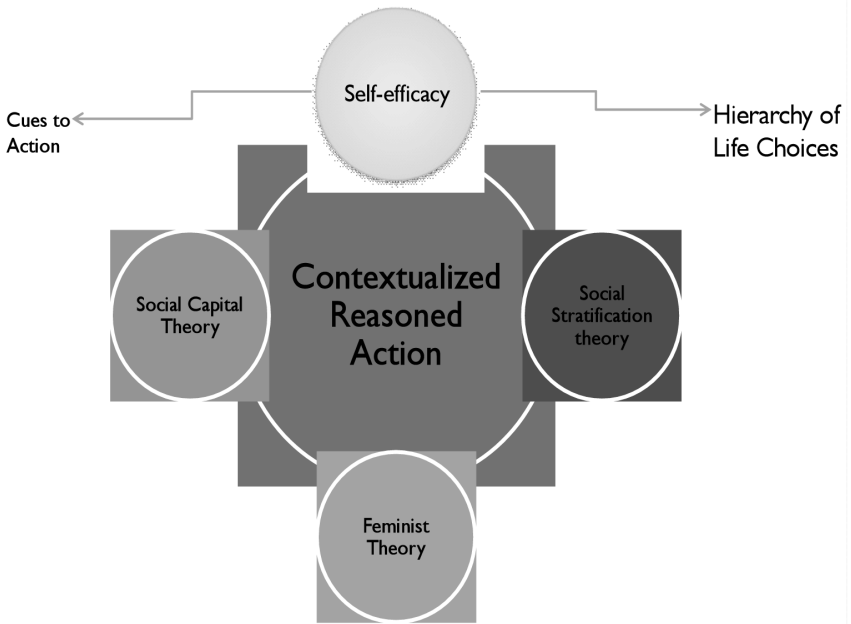 Self-efficacy
Cues to
Action
Hierarchy of
Life Choices
Contextualized
Reasoned
Action
Social Capital
Theory
Social
Stratification
theory
Feminist
Theory